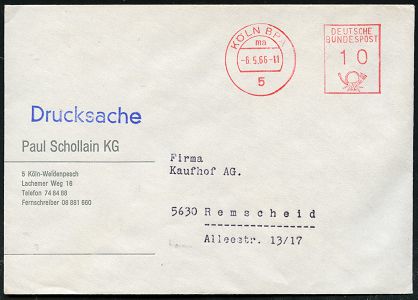 KÖLN BPA
ma
-6.5.66-11
5
DEUTSCHE
BUNDESPOST
10
Drucksache
Paul Schollain KG
5 Köln-Weidenpesch
Lachemer Weg 16
Telefon 74 64 88
Fernschreiber 08 881 660
Firma
Kaufhof AG.
5630 Remscheid
Alleestr. 13/17